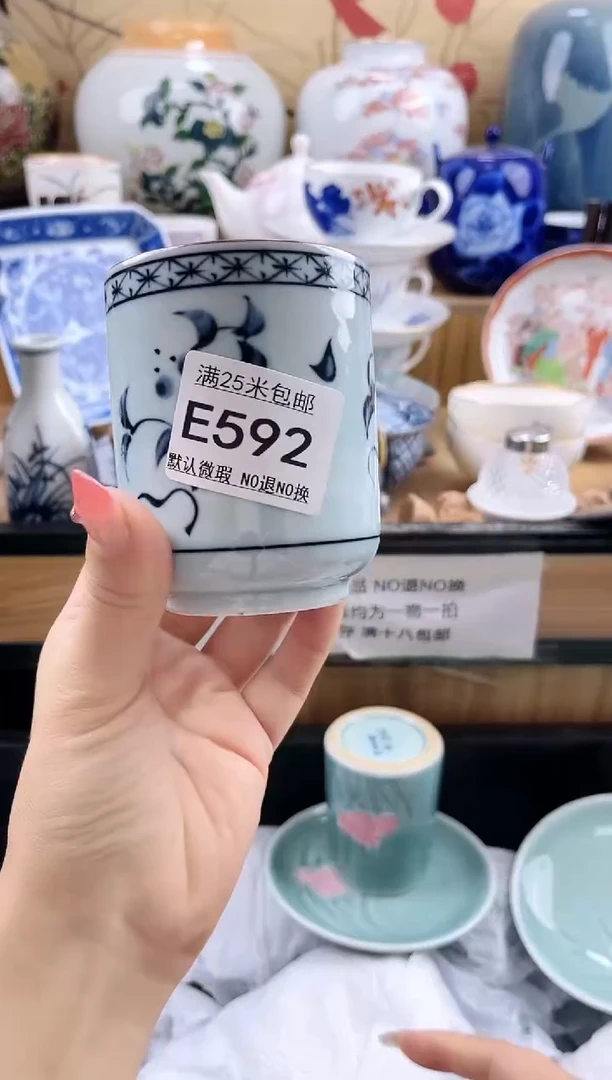 满25米包邮
E592
默认微瑕 NO退NO换
NO退NO换
均为一物一拍
满十八包邮